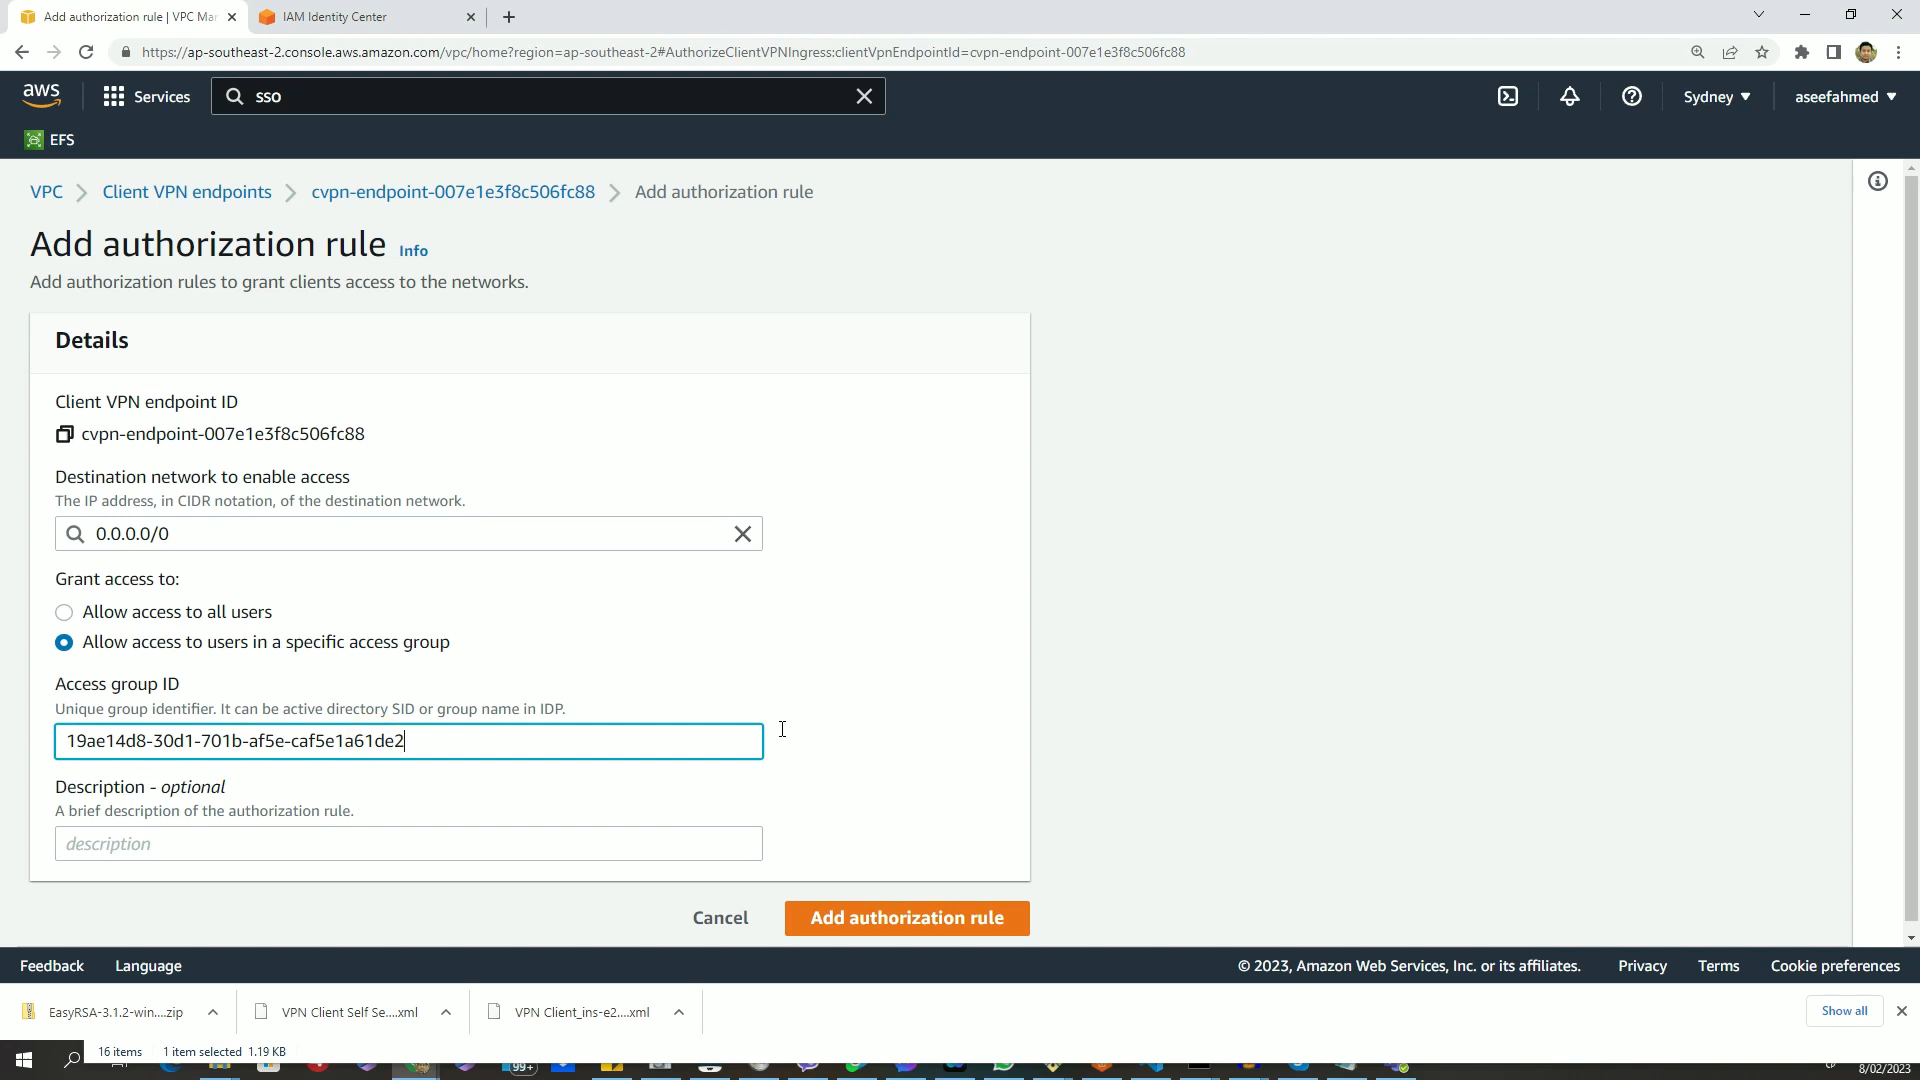 Add authorization rule | VPC Mar
IAM Identity Center
https://ap-southeast-2.console.aws.amazon.com/vpc/home?region=ap-southeast-2#AuthorizeClientVPNIngress:clientVpnEndpointId=cvpn-endpoint-007e1e3f8c506fc88
aws
Services
sso
Sydney
aseefahmed
EFS
VPC
Client VPN endpoints
cvpn-endpoint-007e1e3f8c506fc88
Add authorization rule
Add authorization rule Info
Add authorization rules to grant clients access to the networks.
Details
Client VPN endpoint ID
cvpn-endpoint-007e1e3f8c506fc88
Destination network to enable access
The IP address, in CIDR notation, of the destination network.
0.0.0.0/0
Grant access to:
Allow access to all users
Allow access to users in a specific access group
Access group ID
Unique group identifier. It can be active directory SID or group name in IDP.
19ae14d8-30d1-701b-af5e-caf5e1a61de2
Description - optional
A brief description of the authorization rule.
description
Cancel
Add authorization rule
Feedback
Language
© 2023, Amazon Web Services, Inc. or its affiliates.
Privacy
Terms
Cookie preferences
EasyRSA-3.1.2-win....zip
VPN Client Self Se....xml
VPN Client_ins-e2....xml
Show all
16 items
1 item selected 1.19 KB
99+
8/02/2023